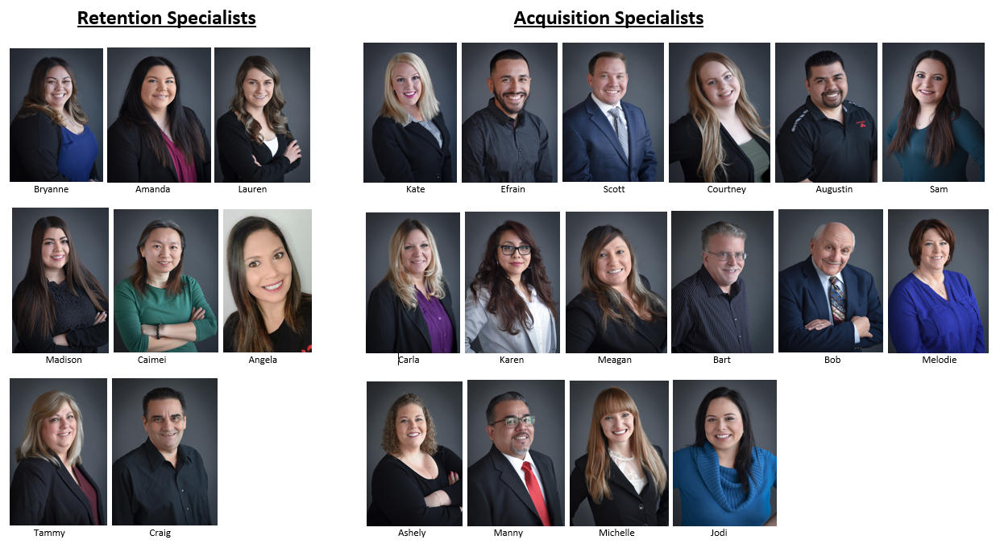 Retention Specialists
Acquisition Specialists
Bryanne
Amanda
Lauren
Kate
Efrain
Scott
Courtney
Augustin
Sam
Madison
Caimei
Angela
Carla
Karen
Meagan
Bart
Bob
Melodie
Tammy
Craig
Ashely
Manny
Michelle
Jodi